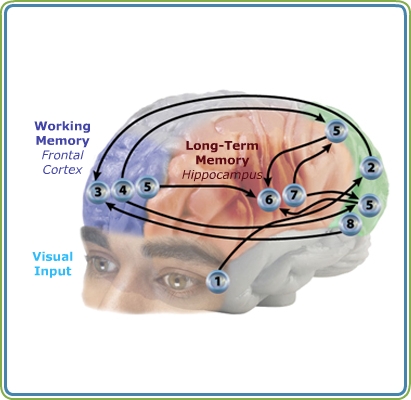 Working
Memory
Frontal
Cortex
Long-Term
Memory
Hippocampus
Visual
Input
5
2
3
4
5
6
7
5
8
1